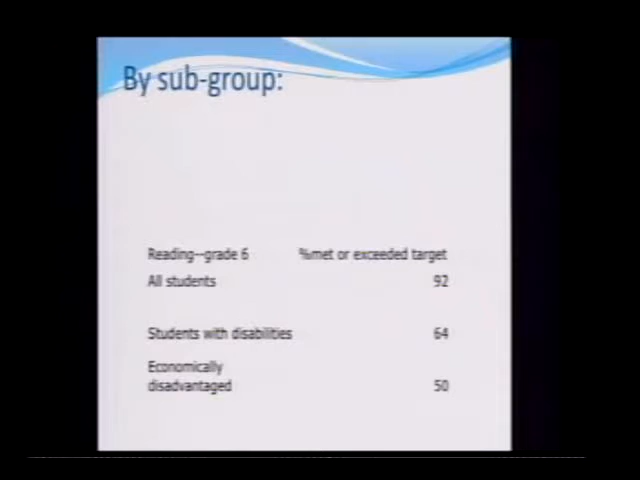 By sub-group:
Reading--grade 6 %met or exceeded target
All students 92
Students with disabilities 64
Economically
disadvantaged 50